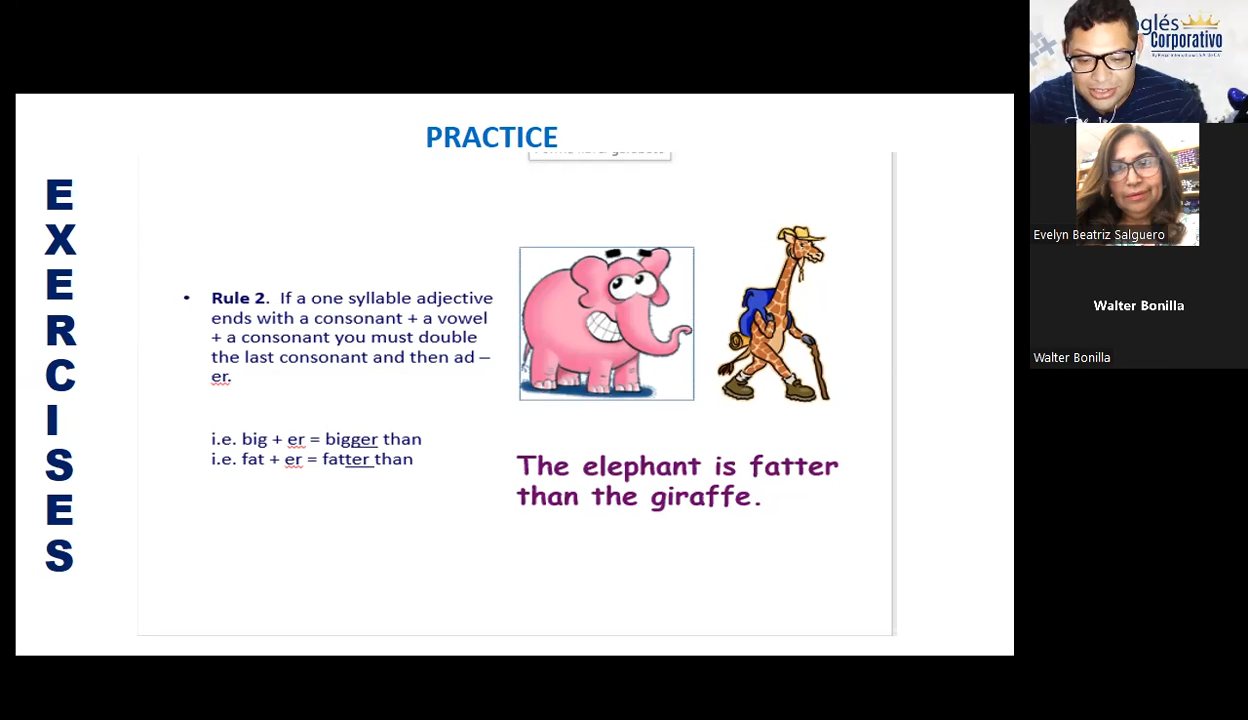 PRACTICE
EXERCISES
• Rule 2. If a one syllable adjective
ends with a consonant + a vowel
+ a consonant you must double
the last consonant and then ad –
er.
i.e. big + er = bigger than
i.e. fat + er = fatter than
The elephant is fatter
than the giraffe.
Corporativo
Evelyn Beatriz Salguero
Walter Bonilla
Walter Bonilla